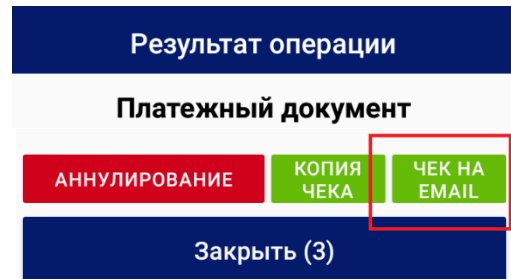 Результат операции
Платежный документ
АННУЛИРОВАНИЕ
КОПИЯ
ЧЕКА
ЧЕК НА
EMAIL
Закрыть (3)